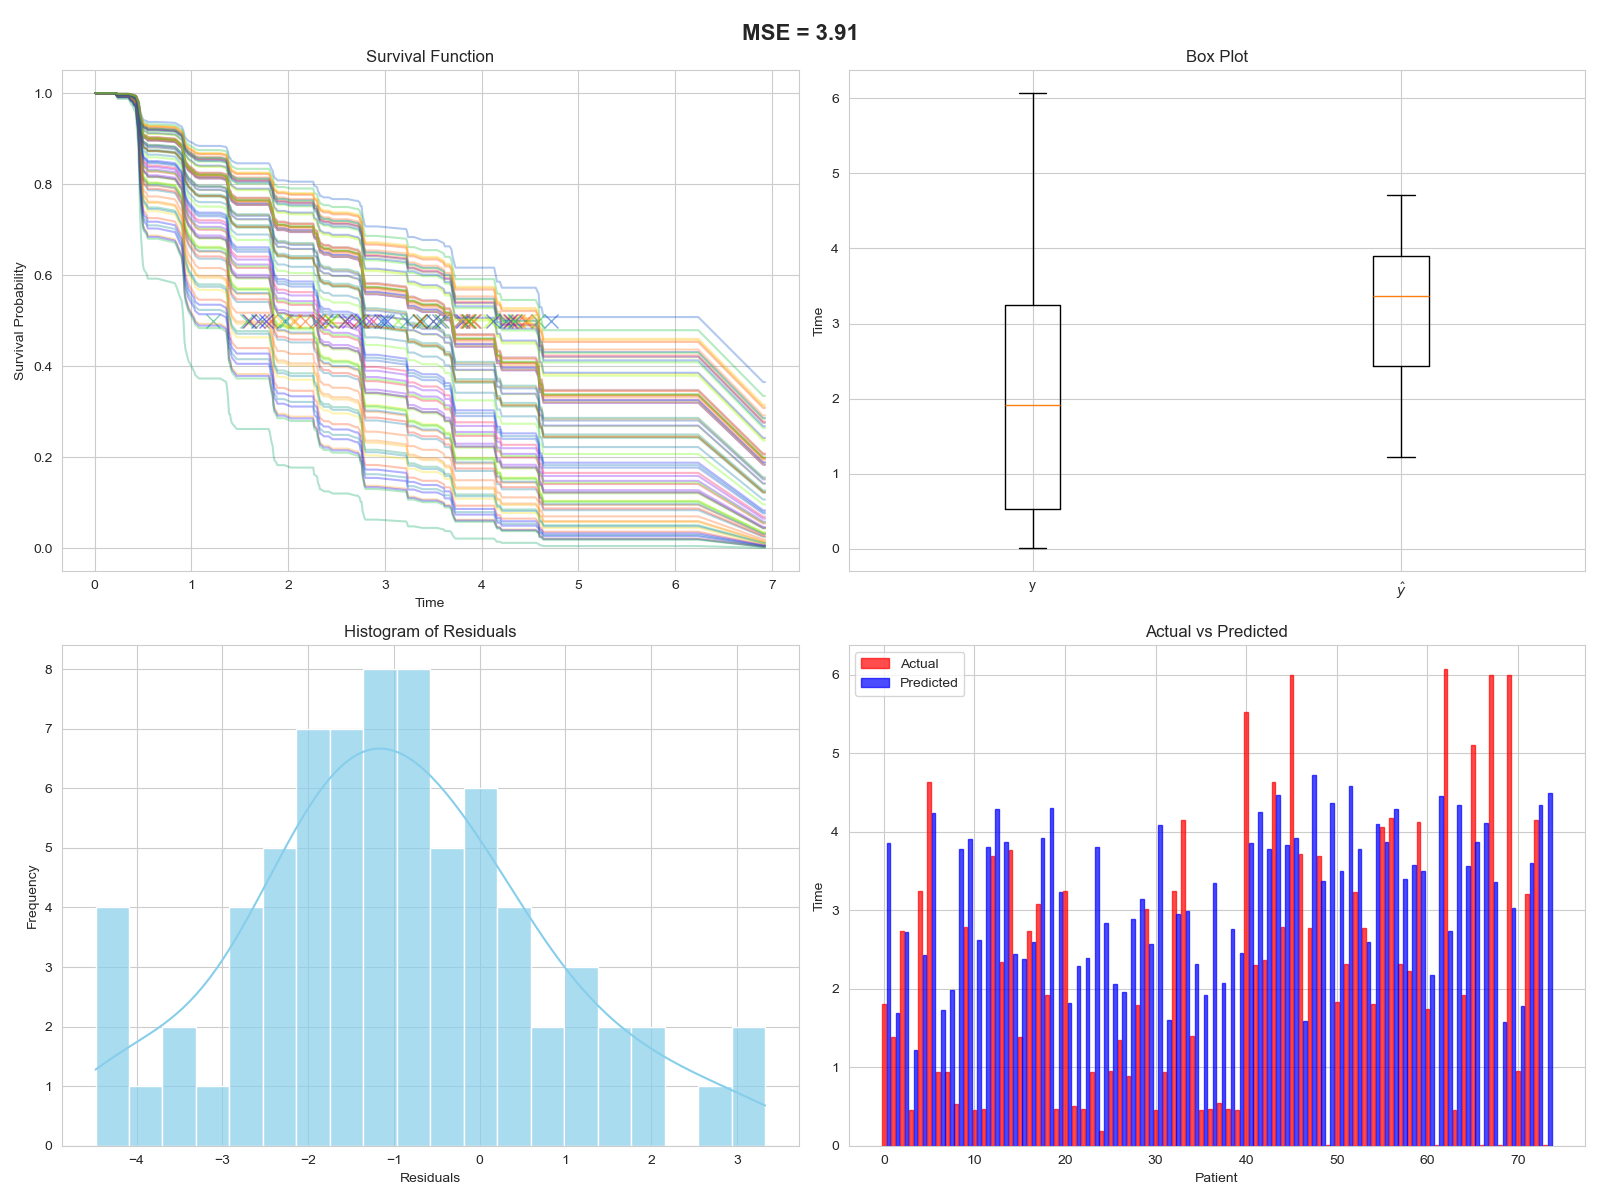 MSE = 3.91
Survival Function
Survival Probability
1.0
0.8
0.6
0.4
0.2
0.0
0 1 2 3 4 5 6 7
Time
Box Plot
Time
6
5
4
3
2
1
0
y ŷ
Histogram of Residuals
Frequency
8
7
6
5
4
3
2
1
0
−4 −3 −2 −1 0 1 2 3
Residuals
Actual vs Predicted
Actual
Predicted
Time
6
5
4
3
2
1
0
0 10 20 30 40 50 60 70
Patient